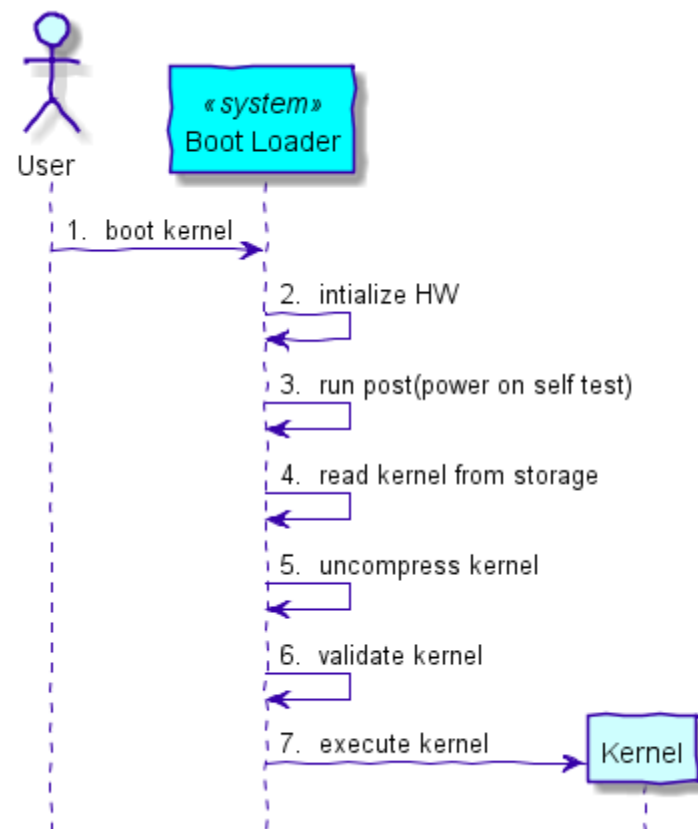 User
«system»
Boot Loader
1. boot kernel
2. intialize HW
3. run post(power on self test)
4. read kernel from storage
5. uncompress kernel
6. validate kernel
7. execute kernel
Kernel